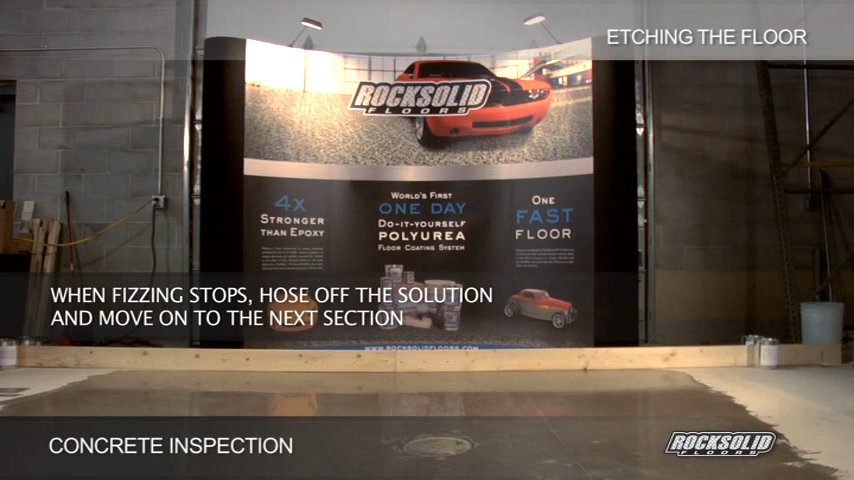 ETCHING THE FLOOR
ROCKSOLID
FLOORS
4X
STRONGER
THAN EPOXY
WORLD'S FIRST
ONE DAY
DO-IT-YOURSELF
POLYUREA
FLOOR COATING SYSTEM
ONE
FAST
FLOOR
WHEN FIZZING STOPS, HOSE OFF THE SOLUTION
AND MOVE ON TO THE NEXT SECTION
WWW.ROCKSOLIDFLOORS.COM
CONCRETE INSPECTION
ROCKSOLID
FLOORS